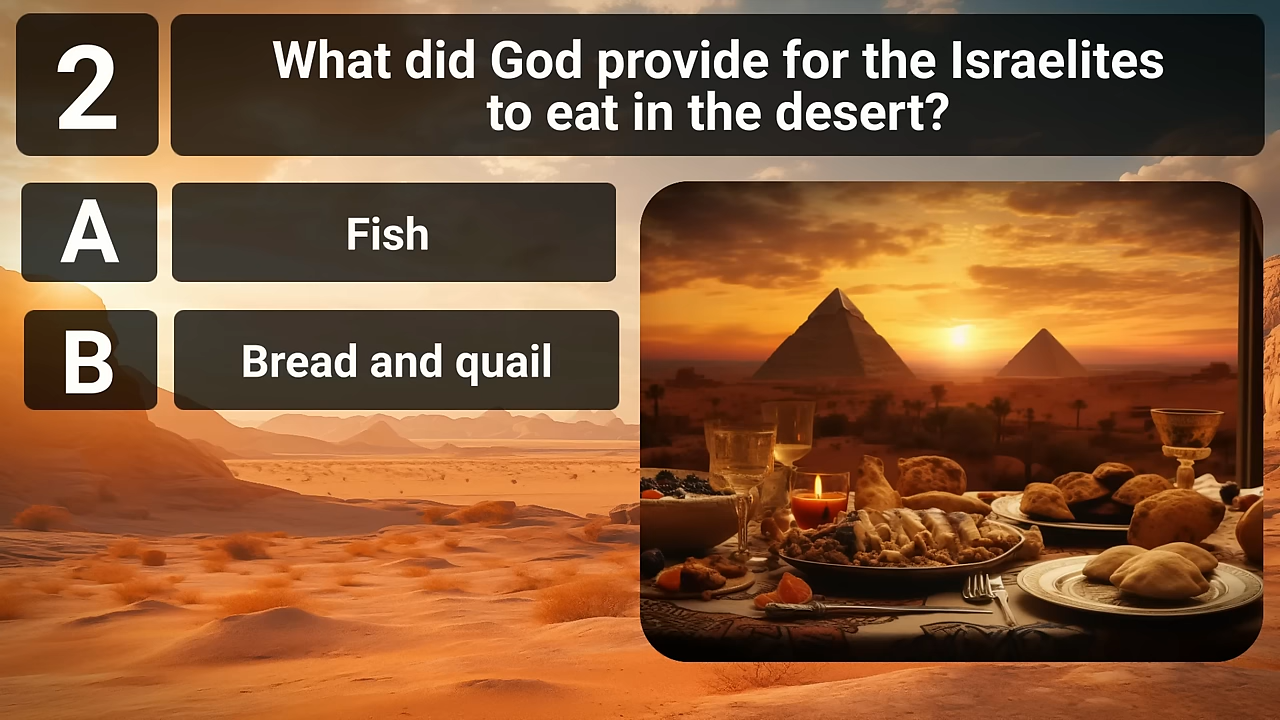 2
What did God provide for the Israelites
to eat in the desert?
A
Fish
B
Bread and quail